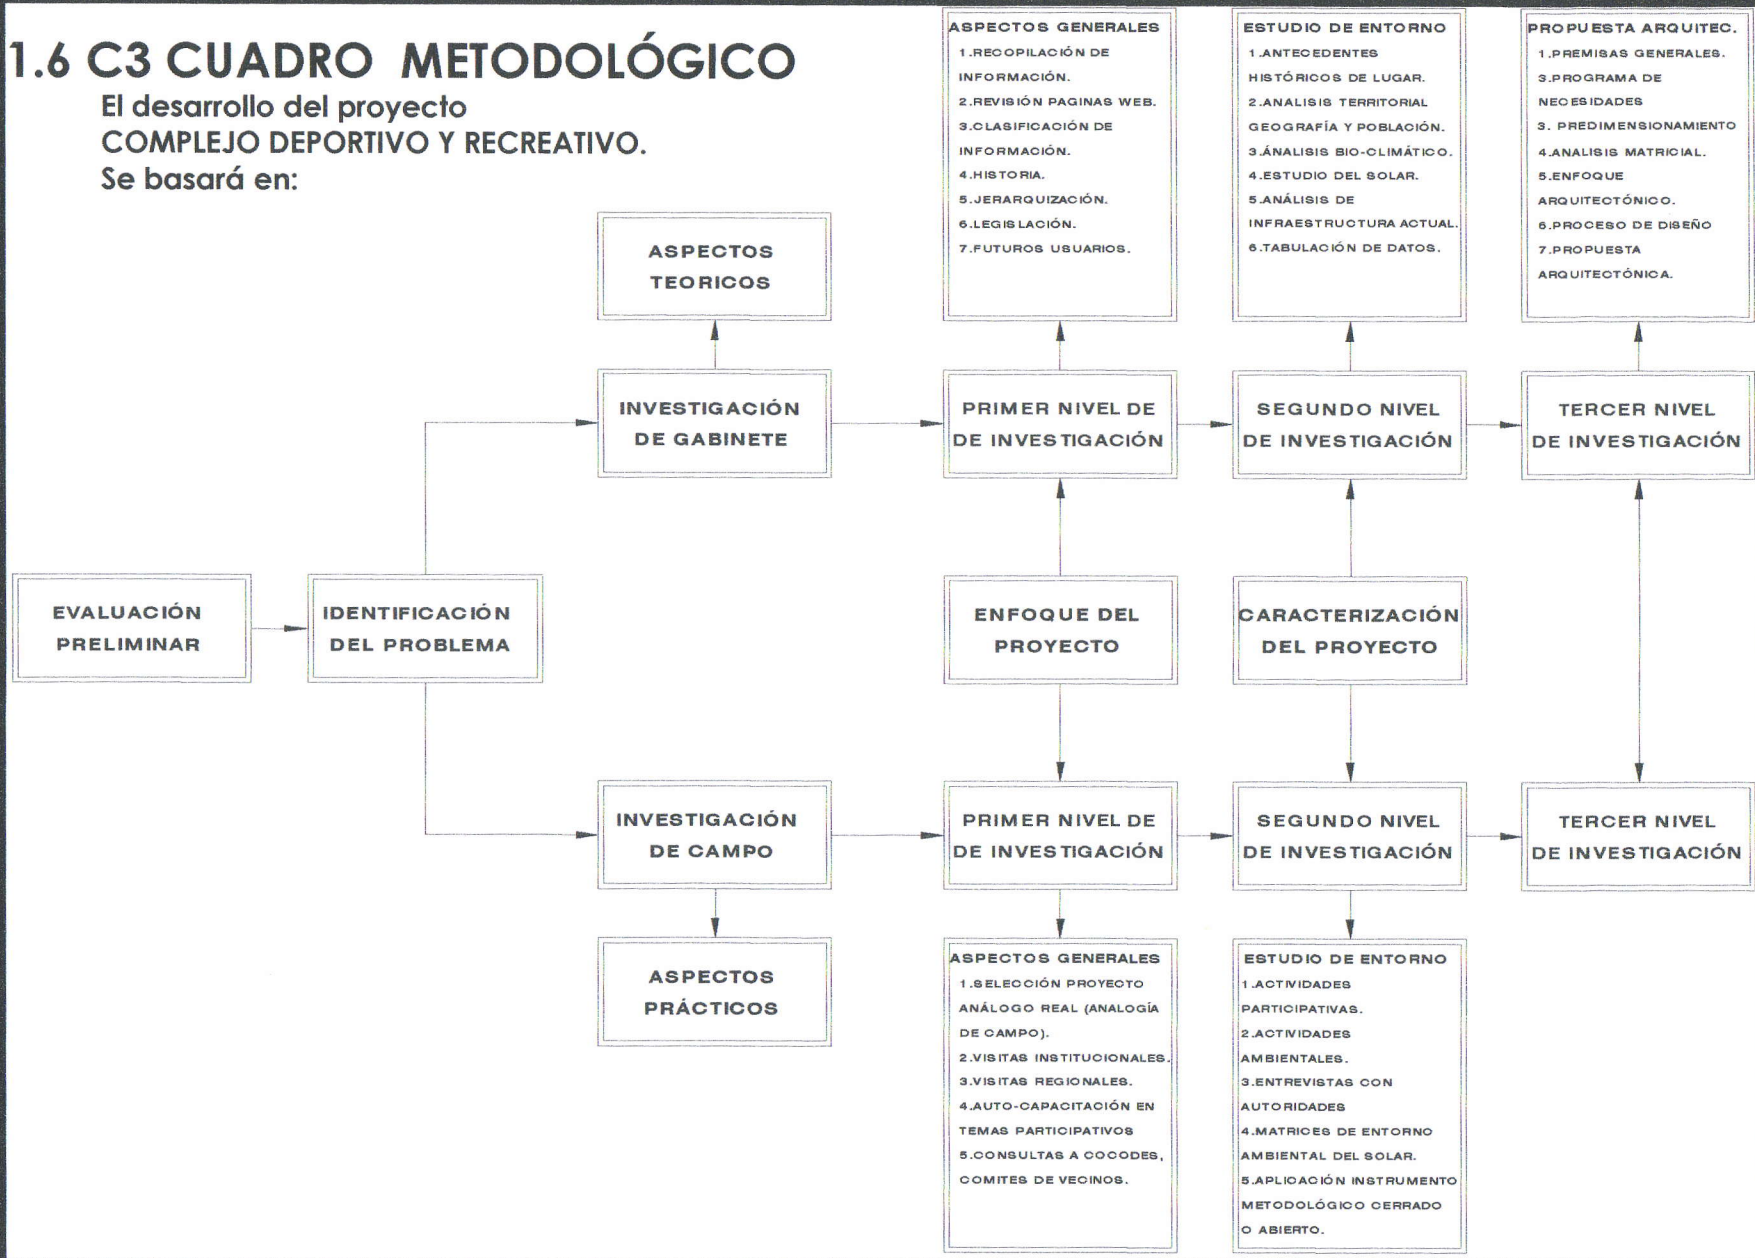 1.6 C3 CUADRO METODOLÓGICO
El desarrollo del proyecto
COMPLEJO DEPORTIVO Y RECREATIVO.
Se basará en:
ASPECTOS GENERALES
1.RECOPILACIÓN DE
INFORMACIÓN.
2.REVISIÓN PAGINAS WEB.
3.CLASIFICACIÓN DE
INFORMACIÓN.
4.HISTORIA.
5.JERARQUIZACIÓN.
6.LEGISLACIÓN.
7.FUTUROS USUARIOS.
ESTUDIO DE ENTORNO
1.ANTECEDENTES
HISTÓRICOS DE LUGAR.
2.ANALISIS TERRITORIAL
GEOGRAFÍA Y POBLACIÓN.
3.ÁNALISIS BIO-CLIMÁTICO.
4.ESTUDIO DEL SOLAR.
5.ANÁLISIS DE
INFRAESTRUCTURA ACTUAL.
6.TABULACIÓN DE DATOS.
PROPUESTA ARQUITEC.
1.PREMISAS GENERALES.
3.PROGRAMA DE
NECESIDADES
3. PREDIMENSIONAMIENTO
4.ANALISIS MATRICIAL.
5.ENFOQUE
ARQUITECTÓNICO.
6.PROCESO DE DISEÑO
7.PROPUESTA
ARQUITECTÓNICA.
ASPECTOS
TEORICOS
INVESTIGACIÓN
DE GABINETE
PRIMER NIVEL DE
DE INVESTIGACIÓN
SEGUNDO NIVEL
DE INVESTIGACIÓN
TERCER NIVEL
DE INVESTIGACIÓN
EVALUACIÓN
PRELIMINAR
IDENTIFICACIÓN
DEL PROBLEMA
ENFOQUE DEL
PROYECTO
CARACTERIZACIÓN
DEL PROYECTO
INVESTIGACIÓN
DE CAMPO
PRIMER NIVEL DE
DE INVESTIGACIÓN
SEGUNDO NIVEL
DE INVESTIGACIÓN
TERCER NIVEL
DE INVESTIGACIÓN
ASPECTOS
PRÁCTICOS
ASPECTOS GENERALES
1.SELECCIÓN PROYECTO
ANÁLOGO REAL (ANALOGÍA
DE CAMPO).
2.VISITAS INSTITUCIONALES.
3.VISITAS REGIONALES.
4.AUTO-CAPACITACIÓN EN
TEMAS PARTICIPATIVOS
5.CONSULTAS A COCODES,
COMITES DE VECINOS.
ESTUDIO DE ENTORNO
1.ACTIVIDADES
PARTICIPATIVAS.
2.ACTIVIDADES
AMBIENTALES.
3.ENTREVISTAS CON
AUTORIDADES
4.MATRICES DE ENTORNO
AMBIENTAL DEL SOLAR.
5.APLICACIÓN INSTRUMENTO
METODOLÓGICO CERRADO
O ABIERTO.